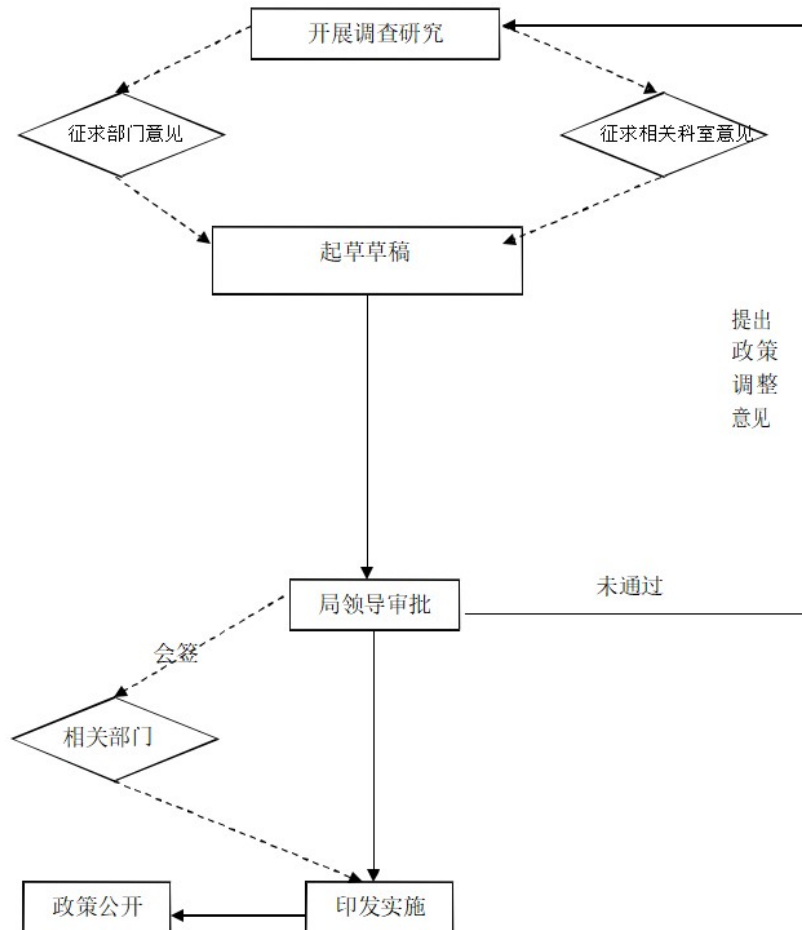 开展调查研究
征求部门意见
征求相关科室意见
起草草稿
提出
政策
调整
意见
局领导审批
未通过
会签
相关部门
政策公开
印发实施